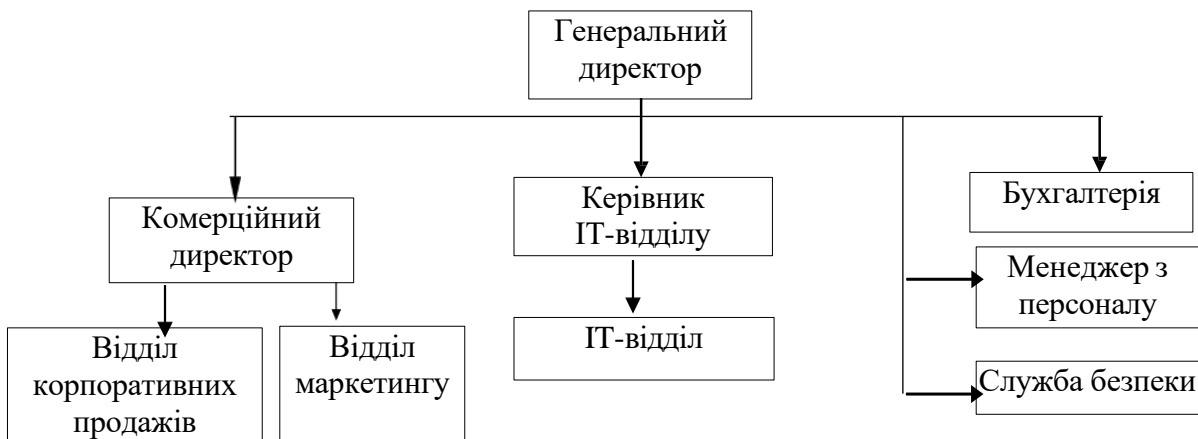 Генеральний
директор
Комерційний
директор
Керівник
ІТ-відділу
Бухгалтерія
Менеджер з
персоналу
Відділ
корпоративних
продажів
Відділ
маркетингу
ІТ-відділ
Служба безпеки